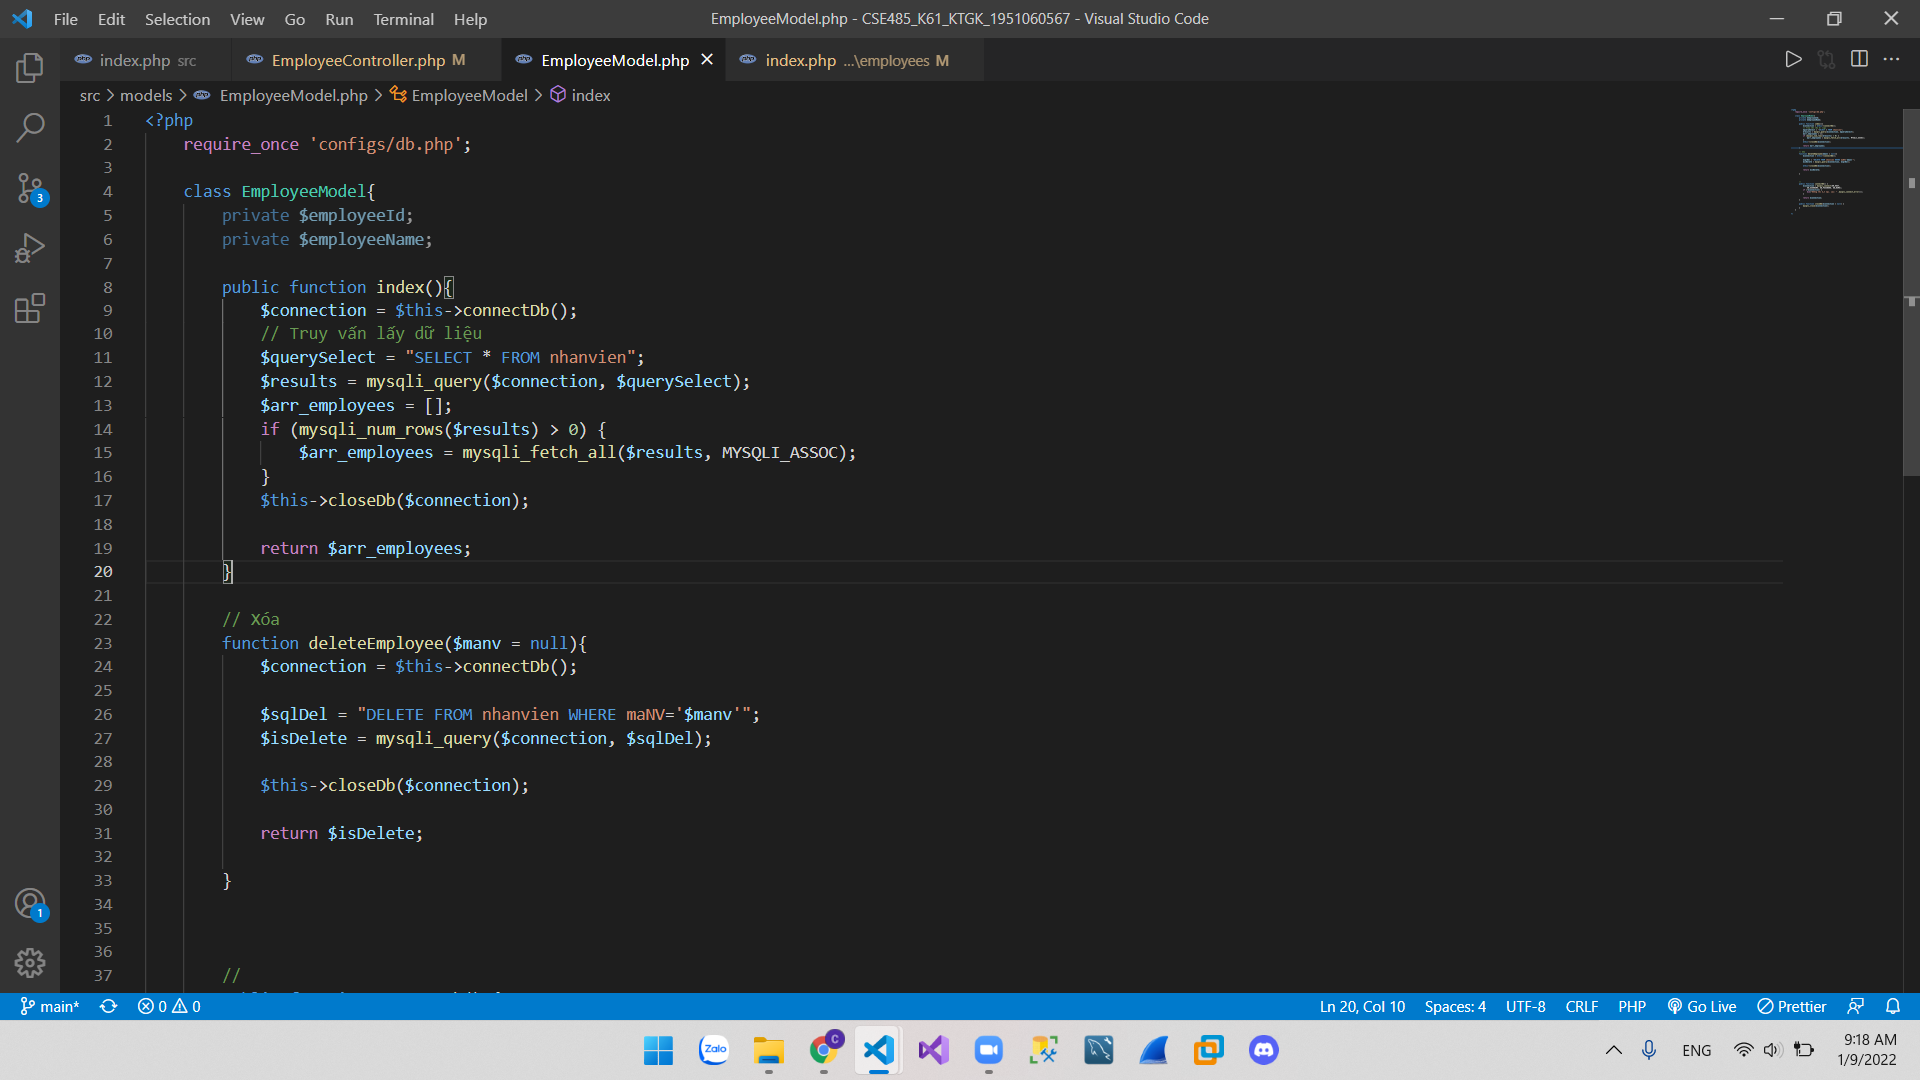 File Edit Selection View Go Run Terminal Help
EmployeeModel.php - CSE485_K61_KTGK_1951060567 - Visual Studio Code
index.php src
EmployeeController.php M
EmployeeModel.php
index.php ...\employees M
src > models > EmployeeModel.php > EmployeeModel > index
1 <?php
2 require_once 'configs/db.php';
3
4 class EmployeeModel{
5 private $employeeId;
6 private $employeeName;
7
8 public function index(){
9 $connection = $this->connectDb();
10 // Truy vấn lấy dữ liệu
11 $querySelect = "SELECT * FROM nhanvien";
12 $results = mysqli_query($connection, $querySelect);
13 $arr_employees = [];
14 if (mysqli_num_rows($results) > 0) {
15 $arr_employees = mysqli_fetch_all($results, MYSQLI_ASSOC);
16 }
17 $this->closeDb($connection);
18
19 return $arr_employees;
20 }
21
22 // Xóa
23 function deleteEmployee($manv = null){
24 $connection = $this->connectDb();
25
26 $sqlDel = "DELETE FROM nhanvien WHERE maNV='$manv'";
27 $isDelete = mysqli_query($connection, $sqlDel);
28
29 $this->closeDb($connection);
30
31 return $isDelete;
32
33 }
34
35
36
37 //
3
1
main* 0 0
Ln 20, Col 10 Spaces: 4 UTF-8 CRLF PHP Go Live Prettier
Zalo
C
ENG
9:18 AM
1/9/2022